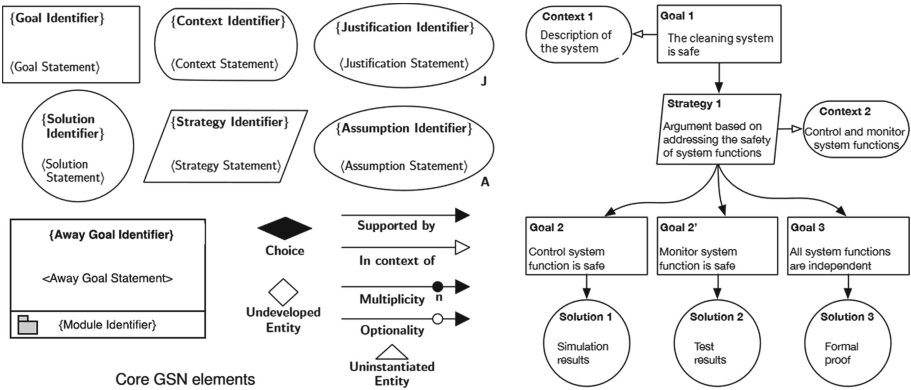 {Goal Identifier}
⟨Goal Statement⟩
{Context Identifier}
⟨Context Statement⟩
{Justification Identifier}
⟨Justification Statement⟩
J
{Solution
Identifier}
⟨Solution
Statement⟩
{Strategy Identifier}
⟨Strategy Statement⟩
{Assumption Identifier}
⟨Assumption Statement⟩
A
{Away Goal Identifier}
<Away Goal Statement>
{Module Identifier}
Choice
Undeveloped
Entity
Supported by
In context of
Multiplicity
n
Optionality
Uninstantiated
Entity
Core GSN elements
Context 1
Description of
the system
Goal 1
The cleaning system
is safe
Strategy 1
Argument based on
addressing the safety
of system functions
Context 2
Control and monitor
system functions
Goal 2
Control system
function is safe
Goal 2'
Monitor system
function is safe
Goal 3
All system functions
are independent
Solution 1
Simulation
results
Solution 2
Test
results
Solution 3
Formal
proof